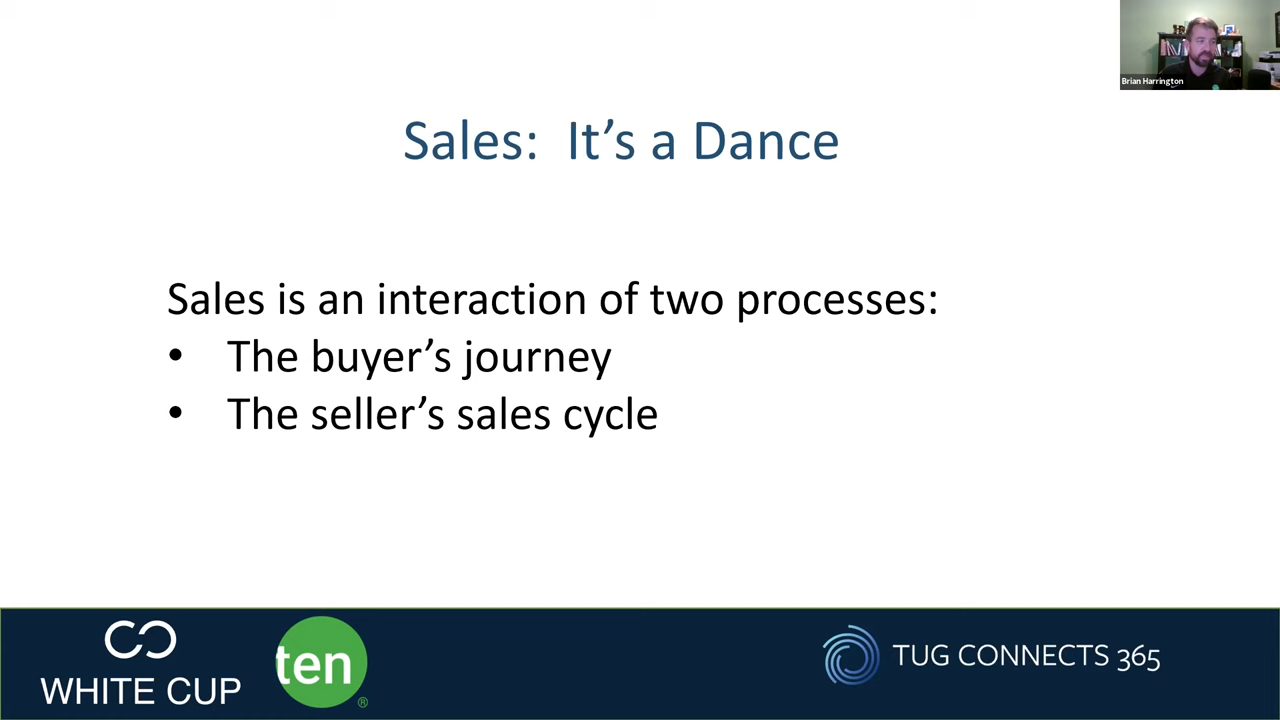 Brian Harrington
Sales:  It’s a Dance
Sales is an interaction of two processes:
• The buyer’s journey
• The seller’s sales cycle
WHITE CUP
ten®
TUG CONNECTS 365